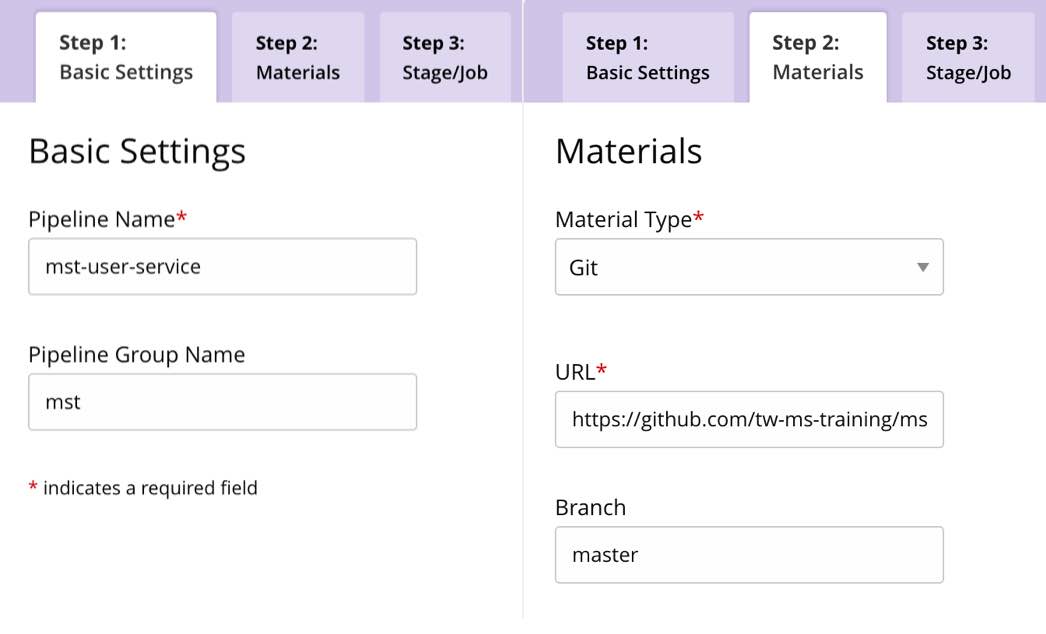 Step 1:
Basic Settings
Step 2:
Materials
Step 3:
Stage/Job
Basic Settings
Pipeline Name*
mst-user-service
Pipeline Group Name
mst
* indicates a required field
Step 1:
Basic Settings
Step 2:
Materials
Step 3:
Stage/Job
Materials
Material Type*
Git
URL*
https://github.com/tw-ms-training/ms
Branch
master